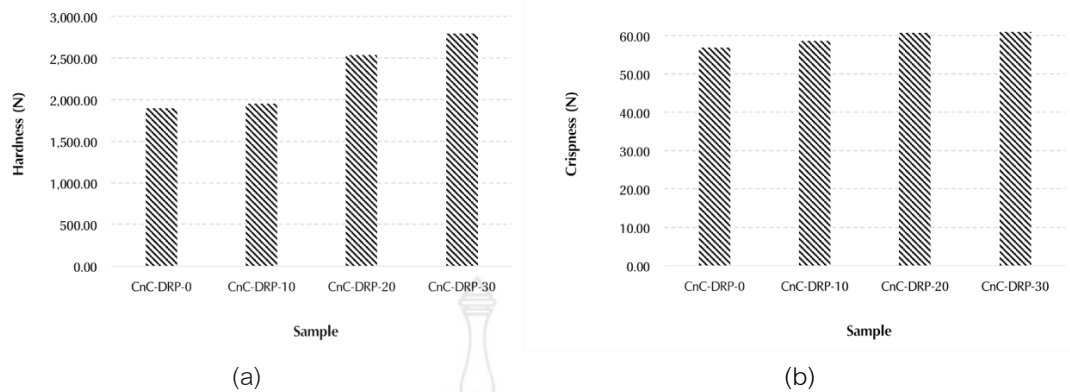 3,000.00
2,500.00
2,000.00
1,500.00
1,000.00
500.00
0.00
Hardness (N)
CnC-DRP-0 CnC-DRP-10 CnC-DRP-20 CnC-DRP-30
Sample
(a)
60.00
50.00
40.00
30.00
20.00
10.00
0.00
Crispness (N)
CnC-DRP-0 CnC-DRP-10 CnC-DRP-20 CnC-DRP-30
Sample
(b)